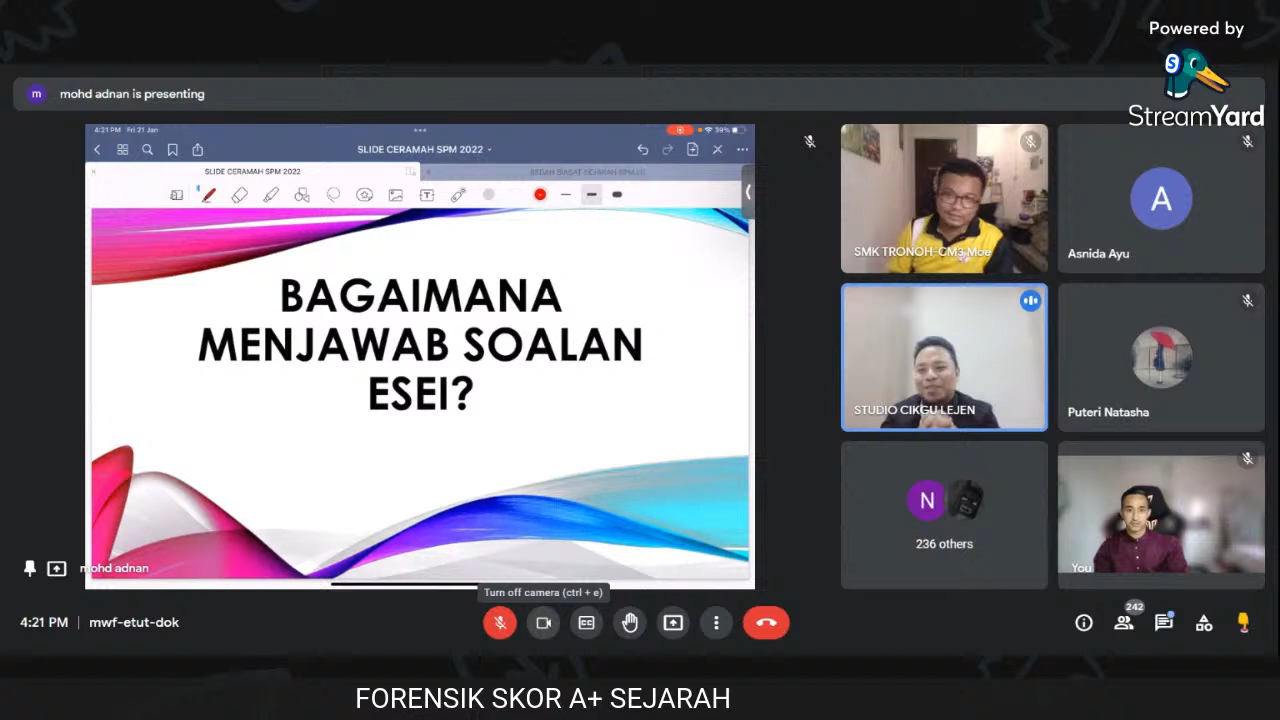 Powered by
StreamYard
m
mohd adnan is presenting
4:21 PM Fri 21 Jan
39%
SLIDE CERAMAH SPM 2022
SLIDE CERAMAH SPM 2022
BAGAIMANA
MENJAWAB SOALAN
ESEI?
mohd adnan
SMK TRONOH-CM3 Moe
A
Asnida Ayu
STUDIO CIKGU LEJEN
Puteri Natasha
N
236 others
You
Turn off camera (ctrl + e)
4:21 PM | mwf-etut-dok
242
FORENSIK SKOR A+ SEJARAH